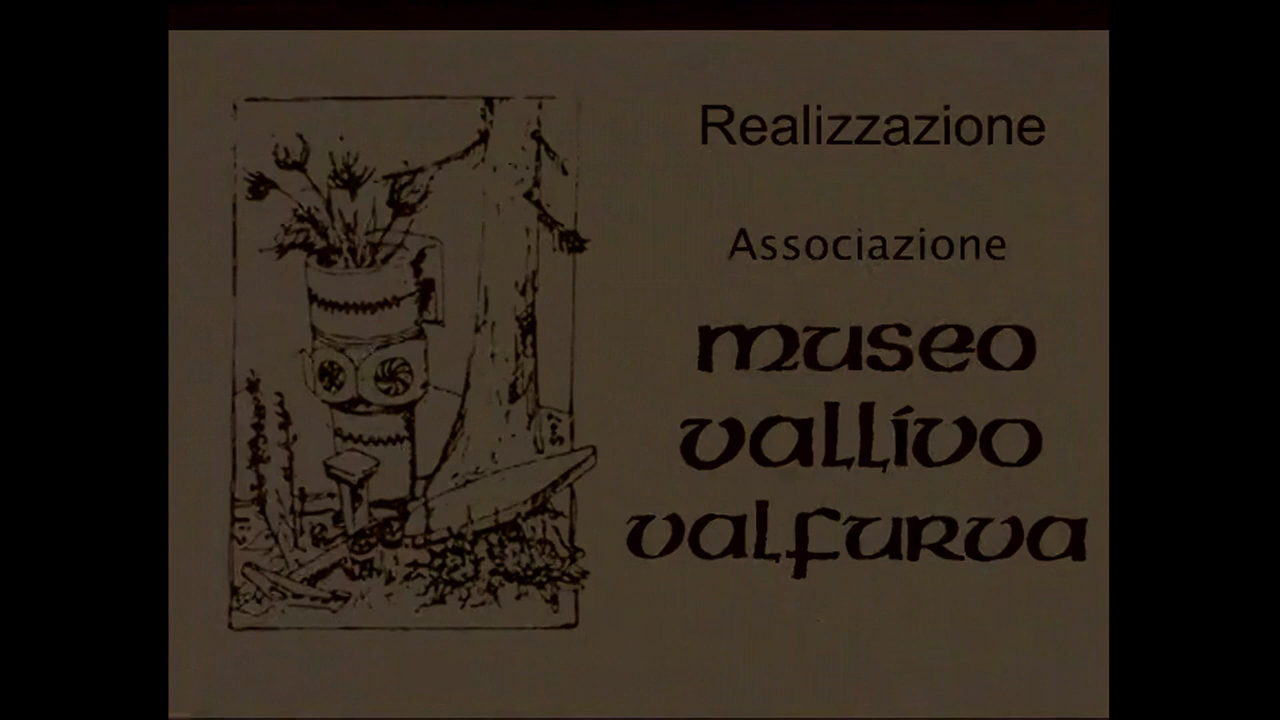 Realizzazione
Associazione
museo
vallivo
valfurva